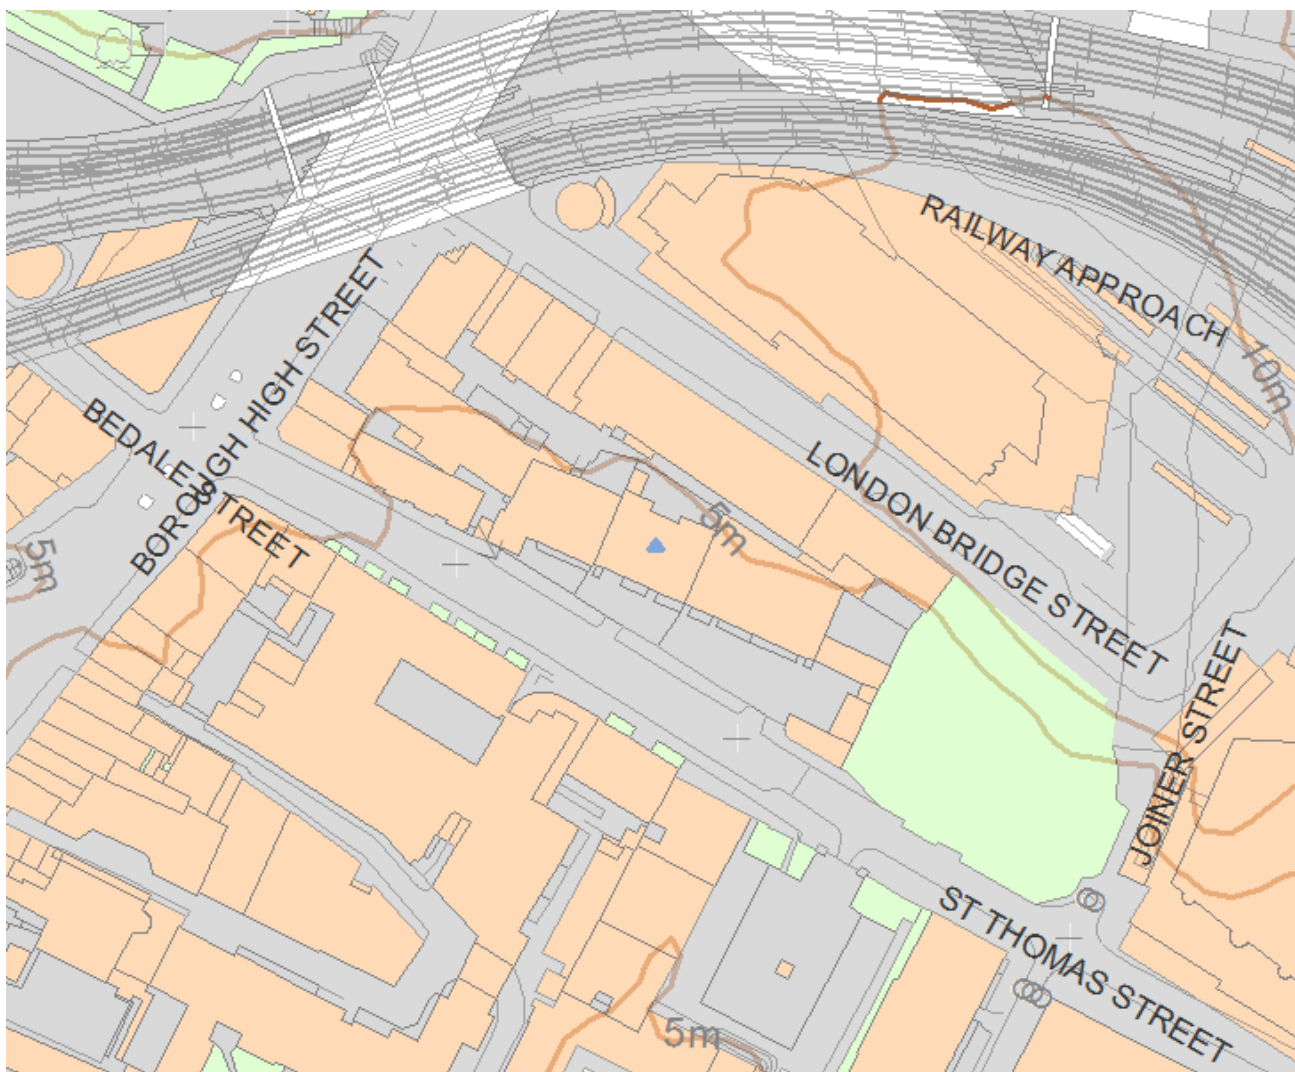 RAILWAY APPROACH
10m
BOROUGH HIGH STREET
BEDALE STREET
LONDON BRIDGE STREET
5m
5m
JOINER STREET
ST THOMAS STREET
5m